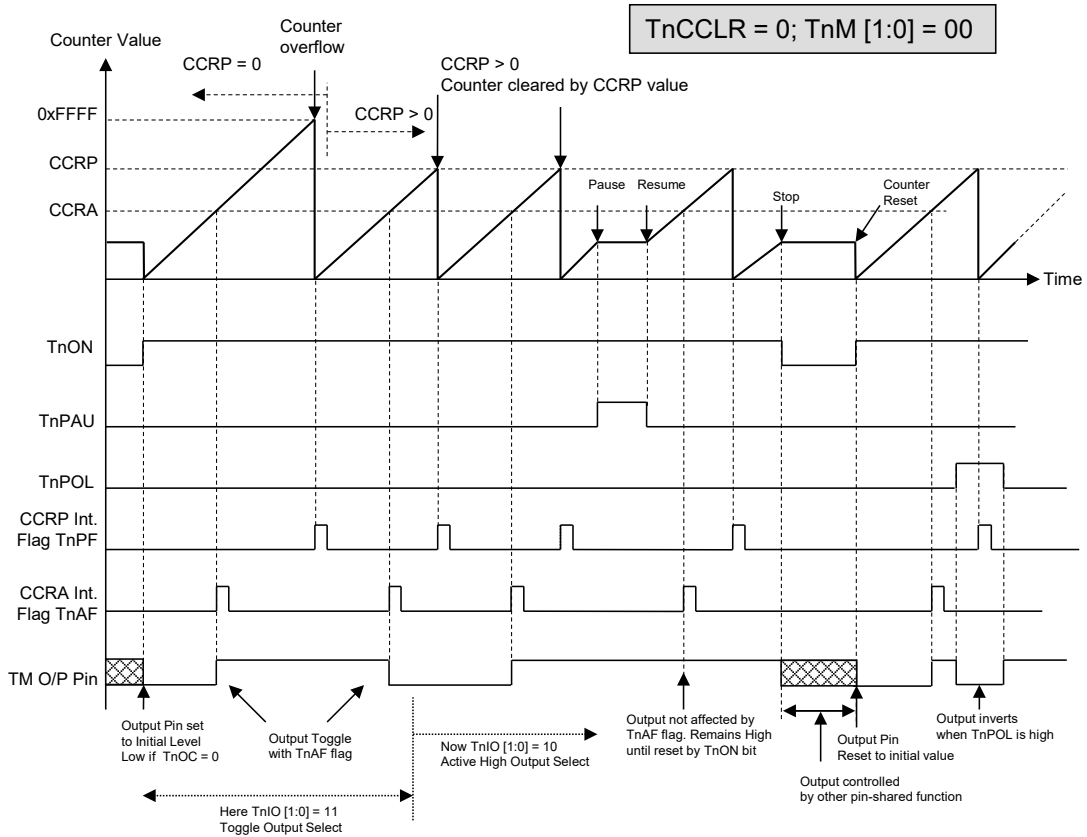 TnCCLR = 0; TnM [1:0] = 00
Counter Value
Counter
overflow
CCRP = 0
CCRP > 0
Counter cleared by CCRP value
0xFFFF
CCRP > 0
CCRP
CCRA
Pause
Resume
Stop
Counter
Reset
Time
TnON
TnPAU
TnPOL
CCRP Int.
Flag TnPF
CCRA Int.
Flag TnAF
TM O/P Pin
Output Pin set
to Initial Level
Low if TnOC = 0
Output Toggle
with TnAF flag
Now TnIO [1:0] = 10
Active High Output Select
Output not affected by
TnAF flag. Remains High
until reset by TnON bit
Output Pin
Reset to initial value
Output inverts
when TnPOL is high
Output controlled
by other pin-shared function
Here TnIO [1:0] = 11
Toggle Output Select